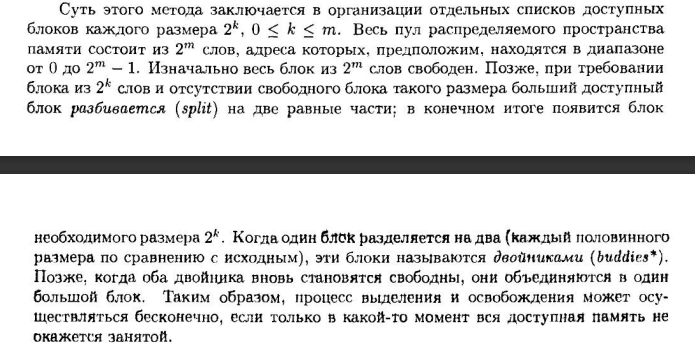 Суть этого метода заключается в организации отдельных списков доступных
блоков каждого размера 2^k, 0 ≤ k ≤ m. Весь пул распределяемого пространства
памяти состоит из 2^m слов, адреса которых, предположим, находятся в диапазоне
от 0 до 2^m − 1. Изначально весь блок из 2^m слов свободен. Позже, при требовании
блока из 2^k слов и отсутствии свободного блока такого размера больший доступный
блок разбивается (split) на две равные части; в конечном итоге появится блок
необходимого размера 2^k. Когда один блок разделяется на два (каждый половинного
размера по сравнению с исходным), эти блоки называются двойниками (buddies*).
Позже, когда оба двойника вновь становятся свободны, они объединяются в один
большой блок. Таким образом, процесс выделения и освобождения может осу-
ществляться бесконечно, если только в какой-то момент вся доступная память не
окажется занятой.